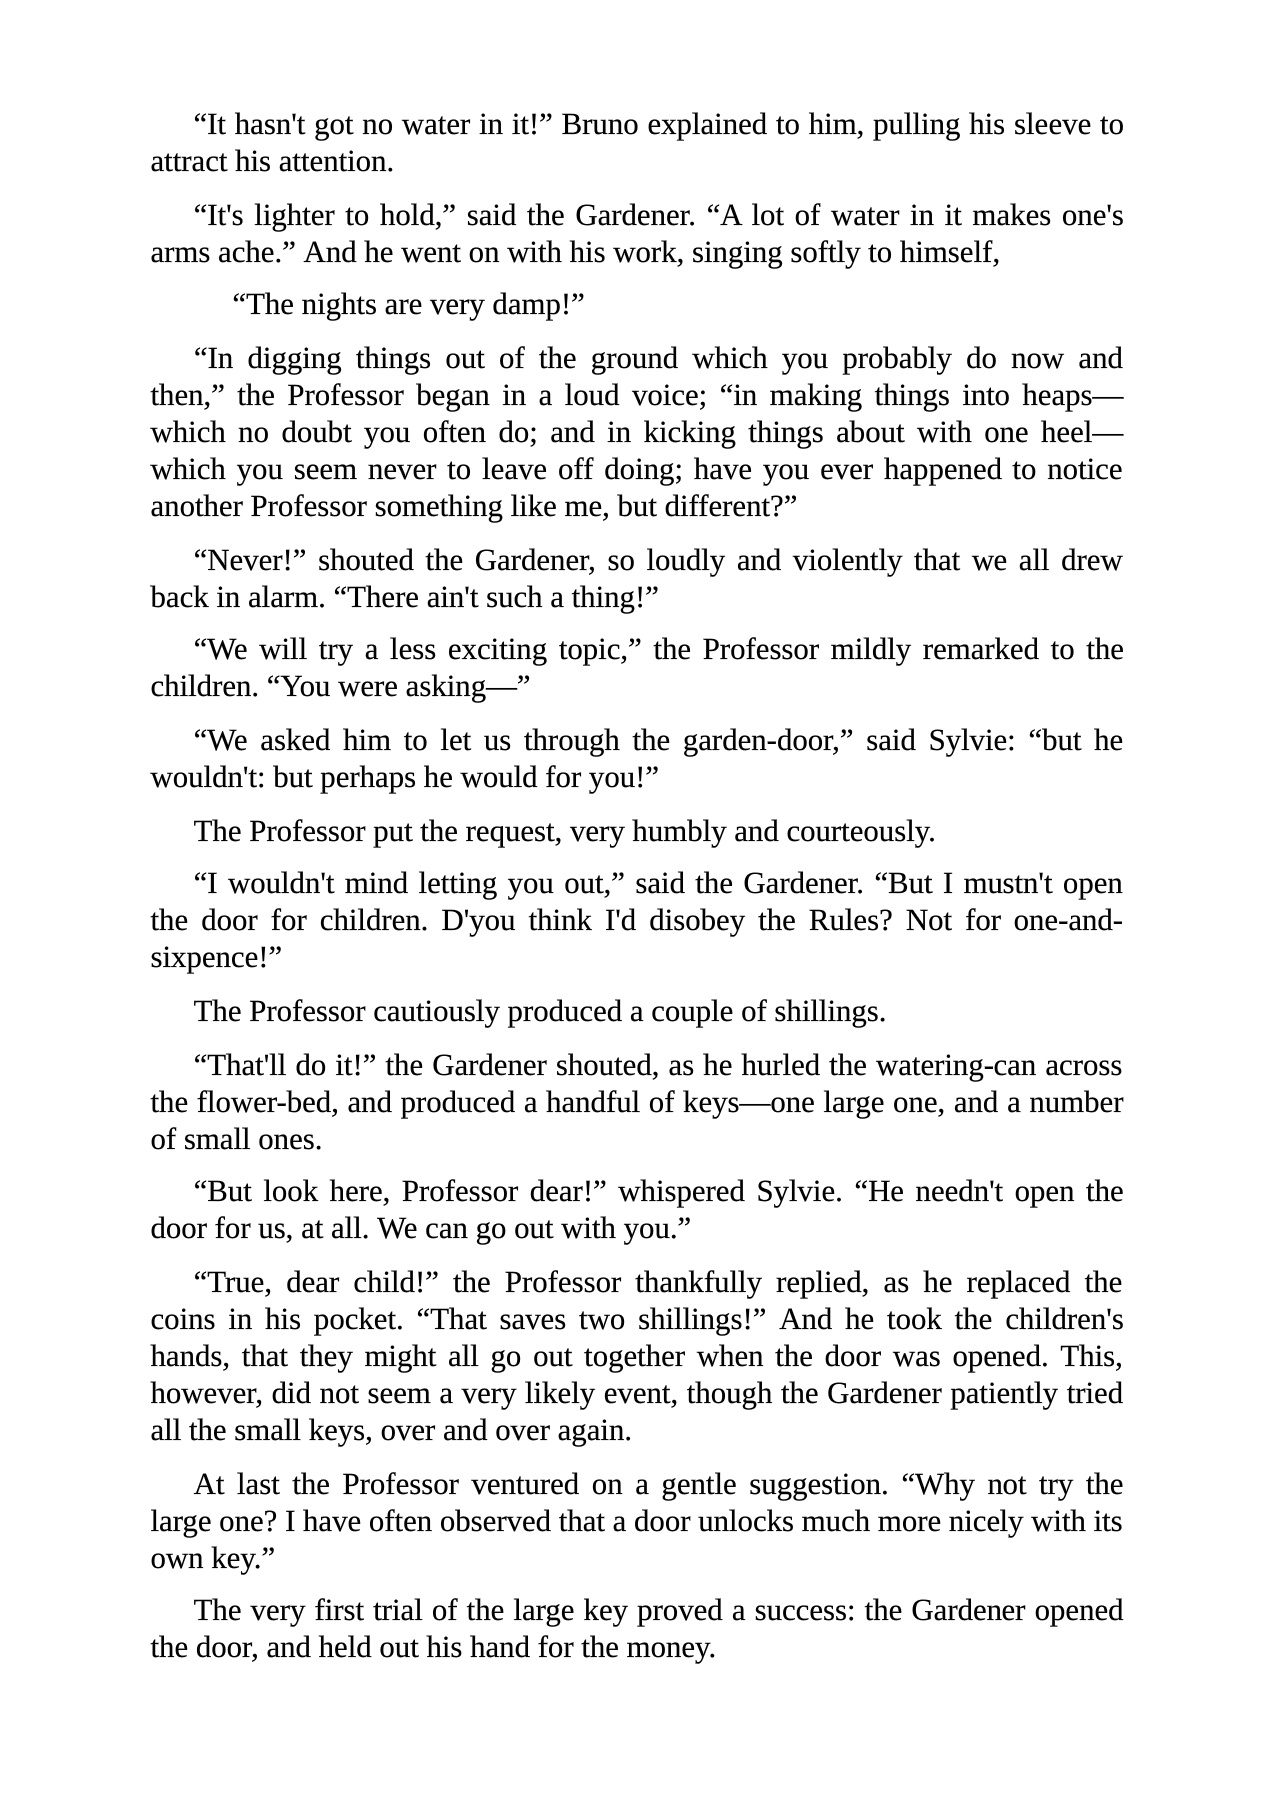 “It hasn't got no water in it!” Bruno explained to him, pulling his sleeve to
attract his attention.
“It's lighter to hold,” said the Gardener. “A lot of water in it makes one's
arms ache.” And he went on with his work, singing softly to himself,
“The nights are very damp!”
“In digging things out of the ground which you probably do now and
then,” the Professor began in a loud voice; “in making things into heaps—
which no doubt you often do; and in kicking things about with one heel—
which you seem never to leave off doing; have you ever happened to notice
another Professor something like me, but different?”
“Never!” shouted the Gardener, so loudly and violently that we all drew
back in alarm. “There ain't such a thing!”
“We will try a less exciting topic,” the Professor mildly remarked to the
children. “You were asking—”
“We asked him to let us through the garden-door,” said Sylvie: “but he
wouldn't: but perhaps he would for you!”
The Professor put the request, very humbly and courteously.
“I wouldn't mind letting you out,” said the Gardener. “But I mustn't open
the door for children. D'you think I'd disobey the Rules? Not for one-and-
sixpence!”
The Professor cautiously produced a couple of shillings.
“That'll do it!” the Gardener shouted, as he hurled the watering-can across
the flower-bed, and produced a handful of keys—one large one, and a number
of small ones.
“But look here, Professor dear!” whispered Sylvie. “He needn't open the
door for us, at all. We can go out with you.”
“True, dear child!” the Professor thankfully replied, as he replaced the
coins in his pocket. “That saves two shillings!” And he took the children's
hands, that they might all go out together when the door was opened. This,
however, did not seem a very likely event, though the Gardener patiently tried
all the small keys, over and over again.
At last the Professor ventured on a gentle suggestion. “Why not try the
large one? I have often observed that a door unlocks much more nicely with its
own key.”
The very first trial of the large key proved a success: the Gardener opened
the door, and held out his hand for the money.